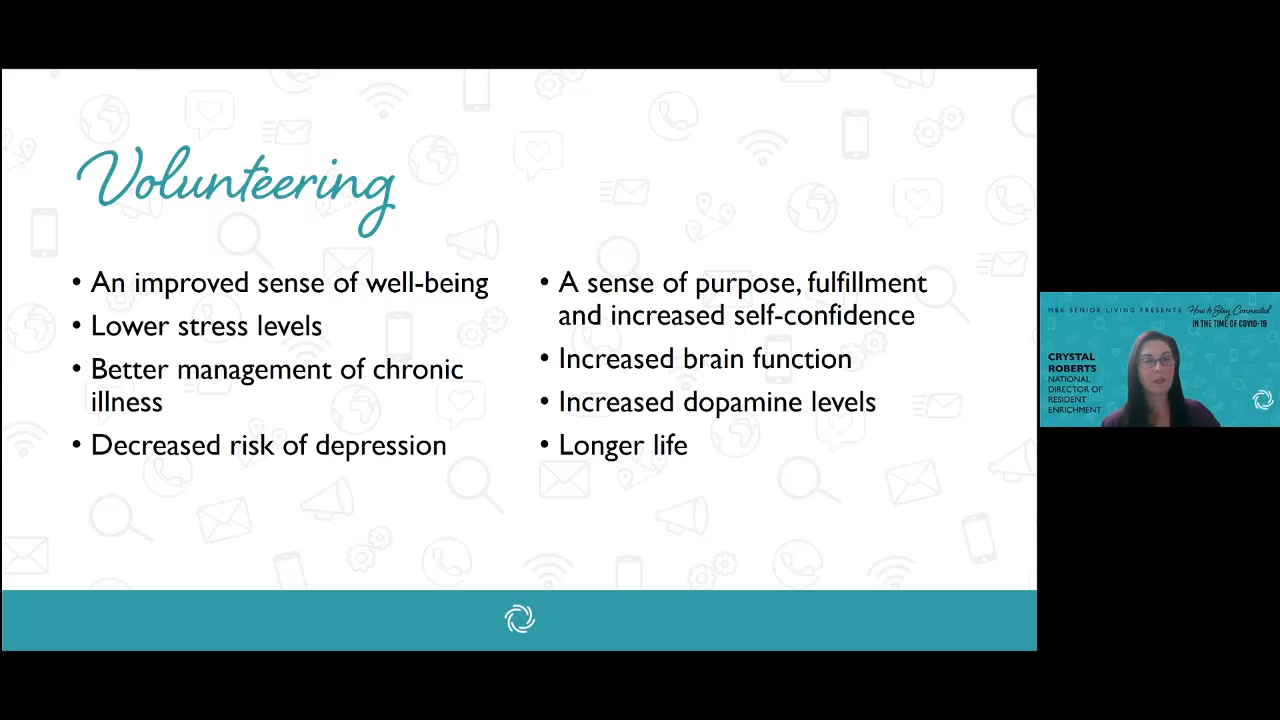 Volunteering
• An improved sense of well-being
• Lower stress levels
• Better management of chronic
illness
• Decreased risk of depression
• A sense of purpose, fulfillment
and increased self-confidence
• Increased brain function
• Increased dopamine levels
• Longer life
MBK SENIOR LIVING PRESENTS
How to Stay Connected
IN THE TIME OF COVID-19
CRYSTAL
ROBERTS
NATIONAL
DIRECTOR OF
RESIDENT
ENRICHMENT